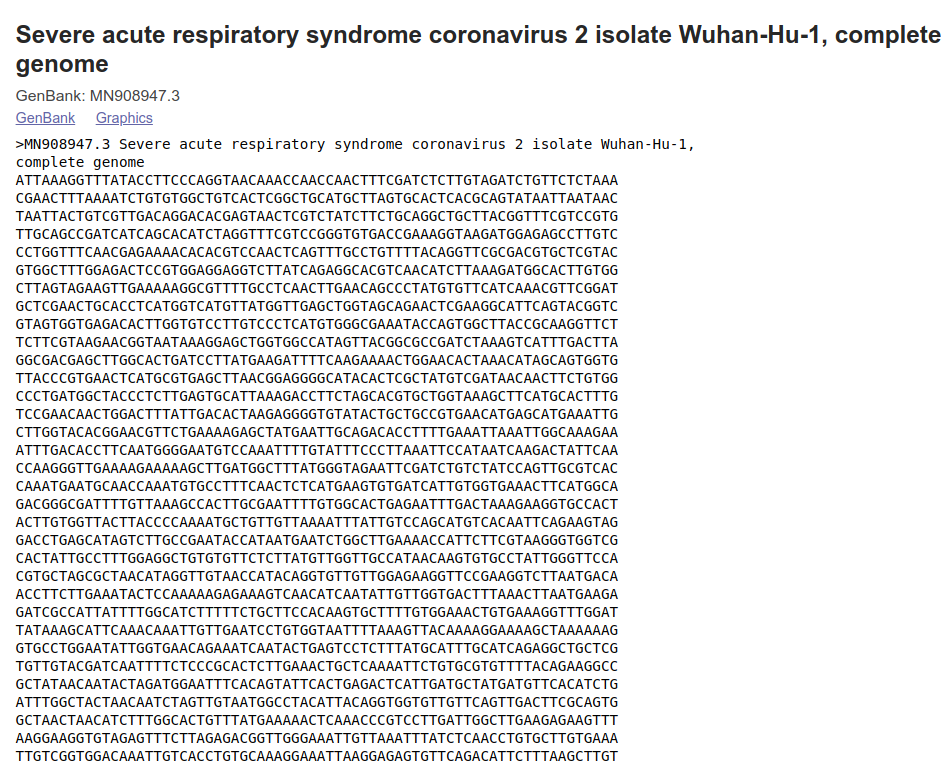 Severe acute respiratory syndrome coronavirus 2 isolate Wuhan-Hu-1, complete
genome
GenBank: MN908947.3
GenBank Graphics
>MN908947.3 Severe acute respiratory syndrome coronavirus 2 isolate Wuhan-Hu-1,
complete genome
ATTAAAGGTTTATACCTTCCCAGGTAACAAACCAACCAACTTTCGATCTCTTGTAGATCTGTTCTCTAAA
CGAACTTTAAAATCTGTGTGGCTGTCACTCGGCTGCATGCTTAGTGCACTCACGCAGTATAATTAATAAC
TAATTACTGTCGTTGACAGGACACGAGTAACTCGTCTATCTTCTGCAGGCTGCTTACGGTTTCGTCCGTG
TTGCAGCCGATCATCAGCACATCTAGGTTTCGTCCGGGTGTGACCGAAAGGTAAGATGGAGAGCCTTGTC
CCTGGTTTCAACGAGAAAACACACGTCCAACTCAGTTTGCCTGTTTTACAGGTTCGCGACGTGCTCGTAC
GTGGCTTTGGAGACTCCGTGGAGGAGGTCTTATCAGAGGCACGTCAACATCTTAAAGATGGCACTTGTGG
CTTAGTAGAAGTTGAAAAAGGCGTTTTGCCTCAACTTGAACAGCCCTATGTGTTCATCAAACGTTCGGAT
GCTCGAACTGCACCTCATGGTCATGTTATGGTTGAGCTGGTAGCAGAACTCGAAGGCATTCAGTACGGTC
GTAGTGGTGAGACACTTGGTGTCCTTGTCCCTCATGTGGGCGAAATACCAGTGGCTTACCGCAAGGTTCT
TCTTCGTAAGAACGGTAATAAAGGAGCTGGTGGCCATAGTTACGGCGCCGATCTAAAGTCATTTGACTTA
GGCGACGAGCTTGGCACTGATCCTTATGAAGATTTTCAAGAAAACTGGAACACTAAACATAGCAGTGGTG
TTACCCGTGAACTCATGCGTGAGCTTAACGGAGGGGCATACACTCGCTATGTCGATAACAACTTCTGTGG
CCCTGATGGCTACCCTCTTGAGTGCATTAAAGACCTTCTAGCACGTGCTGGTAAAGCTTCATGCACTTTG
TCCGAACAACTGGACTTTATTGACACTAAGAGGGGTGTATACTGCTGCCGTGAACATGAGCATGAAATTG
CTTGGTACACGGAACGTTCTGAAAAGAGCTATGAATTGCAGACACCTTTTGAAATTAAATTGGCAAAGAA
ATTTGACACCTTCAATGGGGAATGTCCAAATTTTGTATTTCCCTTAAATTCCATAATCAAGACTATTCAA
CCAAGGGTTGAAAAGAAAAAGCTTGATGGCTTTATGGGTAGAATTCGATCTGTCTATCCAGTTGCGTCAC
CAAATGAATGCAACCAAATGTGCCTTTCAACTCTCATGAAGTGTGATCATTGTGGTGAAACTTCATGGCA
GACGGGCGATTTTGTTAAAGCCACTTGCGAATTTTGTGGCACTGAGAATTTGACTAAAGAAGGTGCCACT
ACTTGTGGTTACTTACCCCAAAATGCTGTTGTTAAAATTTATTGTCCAGCATGTCACAATTCAGAAGTAG
GACCTGAGCATAGTCTTGCCGAATACCATAATGAATCTGGCTTGAAAACCATTCTTCGTAAGGGTGGTCG
CACTATTGCCTTTGGAGGCTGTGTGTTCTCTTATGTTGGTTGCCATAACAAGTGTGCCTATTGGGTTCCA
CGTGCTAGCGCTAACATAGGTTGTAACCATACAGGTGTTGTTGGAGAAGGTTCCGAAGGTCTTAATGACA
ACCTTCTTGAAATACTCCAAAAAGAGAAAGTCAACATCAATATTGTTGGTGACTTTAAACTTAATGAAGA
GATCGCCATTATTTTGGCATCTTTTTCTGCTTCCACAAGTGCTTTTGTGGAAACTGTGAAAGGTTTGGAT
TATAAAGCATTCAAACAAATTGTTGAATCCTGTGGTAATTTTAAAGTTACAAAAGGAAAAGCTAAAAAAG
GTGCCTGGAATATTGGTGAACAGAAATCAATACTGAGTCCTCTTTATGCATTTGCATCAGAGGCTGCTCG
TGTTGTACGATCAATTTTCTCCCGCACTCTTGAAACTGCTCAAAATTCTGTGCGTGTTTTACAGAAGGCC
GCTATAACAATACTAGATGGAATTTCACAGTATTCACTGAGACTCATTGATGCTATGATGTTCACATCTG
ATTTGGCTACTAACAATCTAGTTGTAATGGCCTACATTACAGGTGGTGTTGTTCAGTTGACTTCGCAGTG
GCTAACTAACATCTTTGGCACTGTTTATGAAAAACTCAAACCCGTCCTTGATTGGCTTGAAGAGAAGTTT
AAGGAAGGTGTAGAGTTTCTTAGAGACGGTTGGGAAATTGTTAAATTTATCTCAACCTGTGCTTGTGAAA
TTGTCGGTGGACAAATTGTCACCTGTGCAAAGGAAATTAAGGAGAGTGTTCAGACATTCTTTAAGCTTGT